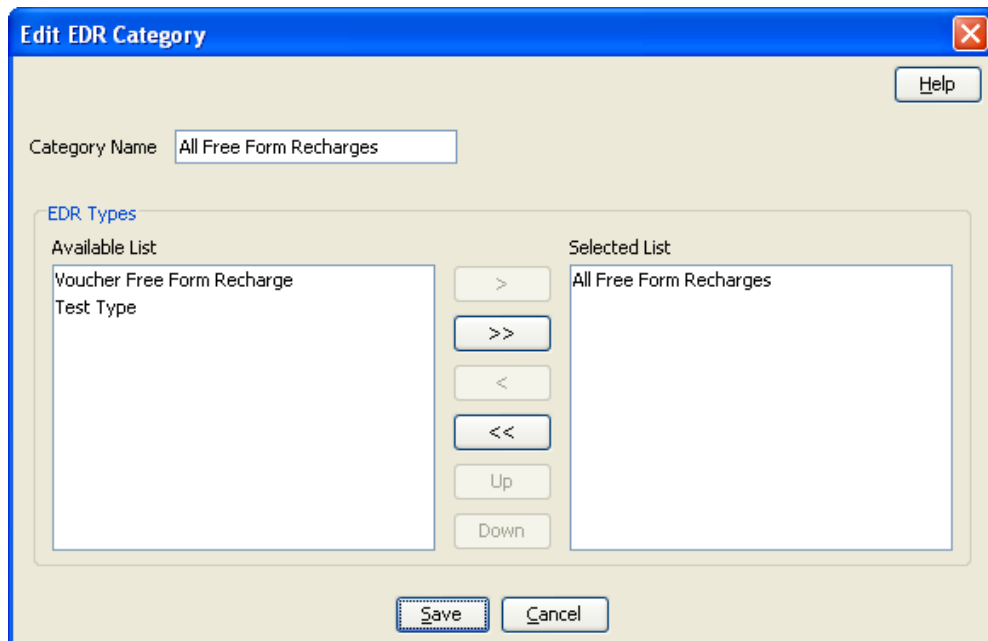 Edit EDR Category
Help
Category Name All Free Form Recharges
EDR Types
Available List
Voucher Free Form Recharge
Test Type
>
>>
<
<<
Up
Down
Selected List
All Free Form Recharges
Save Cancel